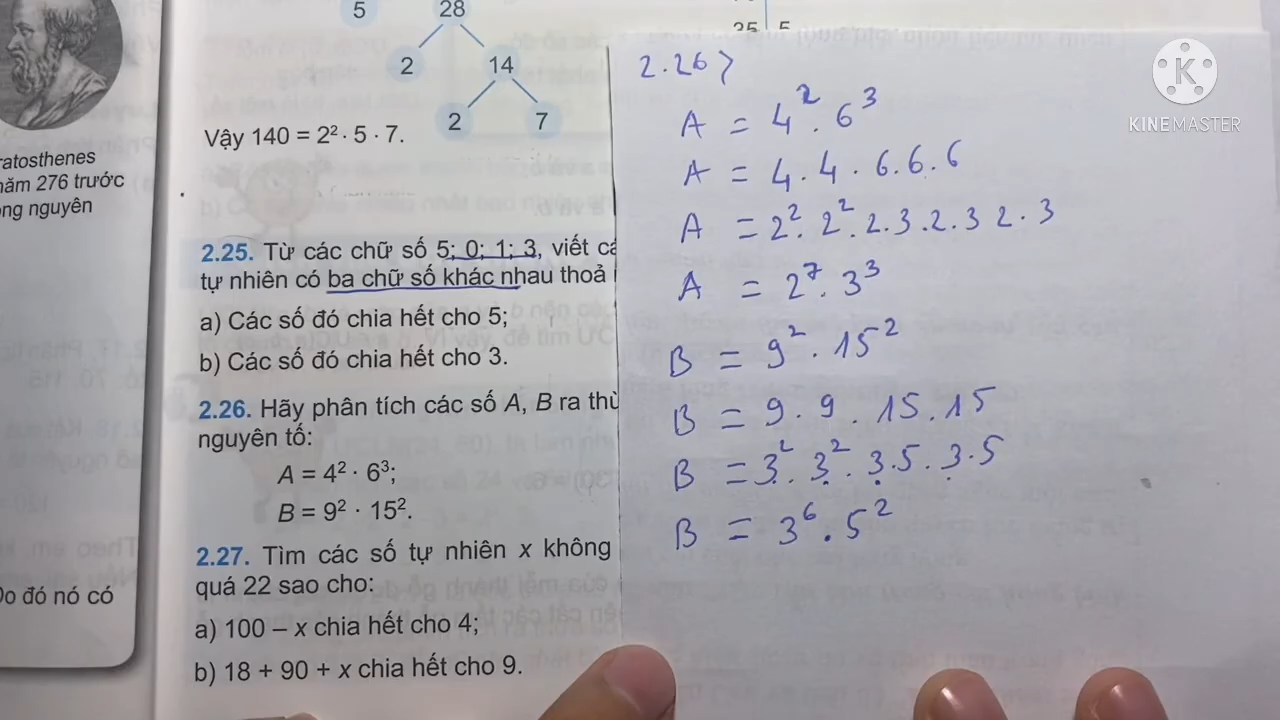 5
28
2
14
2
7
Vậy 140 = 2² · 5 · 7.
ratosthenes
năm 276 trước
ng nguyên
2.25. Từ các chữ số 5; 0; 1; 3, viết
tự nhiên có ba chữ số khác nhau thoả
a) Các số đó chia hết cho 5;
b) Các số đó chia hết cho 3.
2.26. Hãy phân tích các số A, B ra
nguyên tố:
A = 4² · 6³;
B = 9² · 15².
2.27. Tìm các số tự nhiên x không
quá 22 sao cho:
a) 100 – x chia hết cho 4;
b) 18 + 90 + x chia hết cho 9.
Do đó nó có
25 5
2.26>
A = 4² . 6³
A = 4 . 4 . 6 . 6 . 6
A = 2² . 2² . 2 . 3 . 2 . 3 2 . 3
A = 2⁷ . 3³
B = 9² . 15²
B = 9 . 9 15 . 15
B = 3² . 3² . 3 . 5 . 3 . 5
B = 3⁶ . 5²
K
KINEMASTER